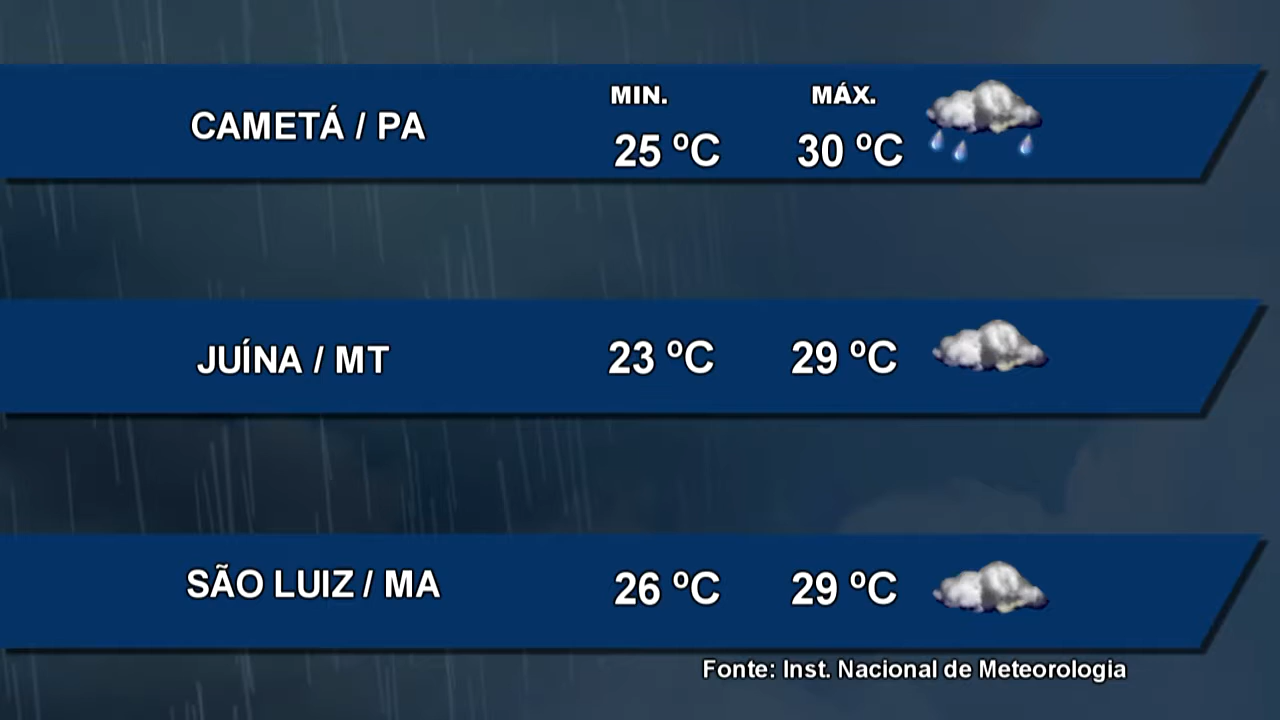 MIN. MÁX.
CAMETÁ / PA 25 ºC 30 ºC
JUÍNA / MT 23 ºC 29 ºC
SÃO LUIZ / MA 26 ºC 29 ºC
Fonte: Inst. Nacional de Meteorologia